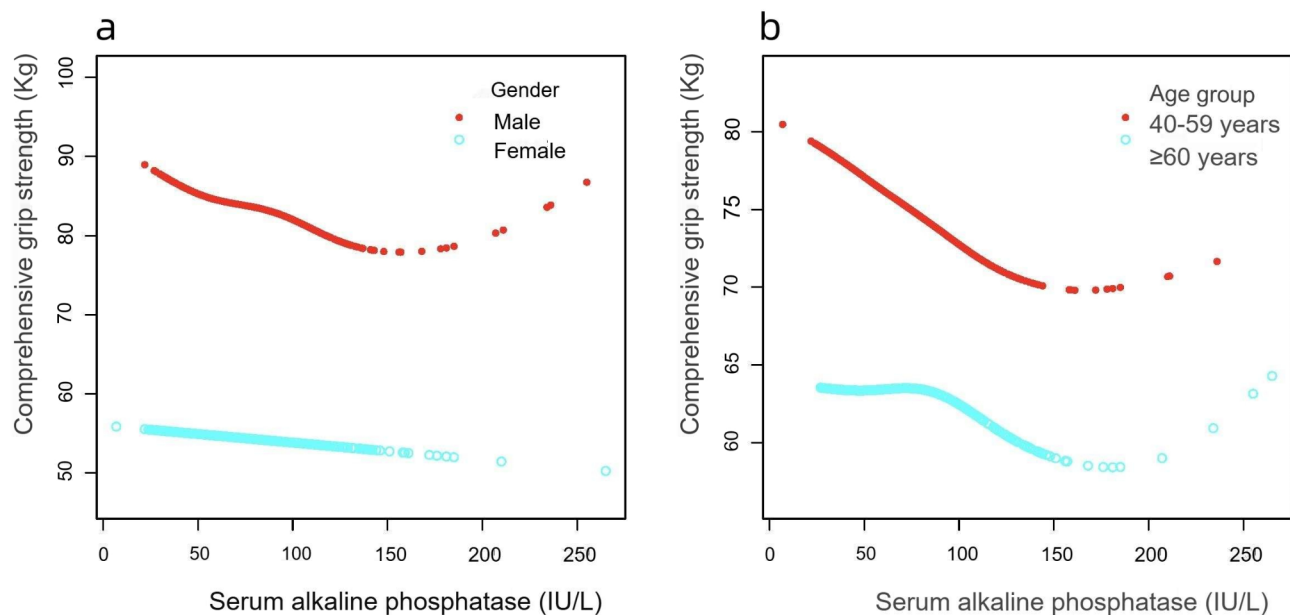 a
Comprehensive grip strength (Kg)
100
90
80
70
60
50
Gender
Male
Female
0 50 100 150 200 250
Serum alkaline phosphatase (IU/L)
b
Comprehensive grip strength (Kg)
80
75
70
65
60
Age group
40-59 years
≥60 years
0 50 100 150 200 250
Serum alkaline phosphatase (IU/L)